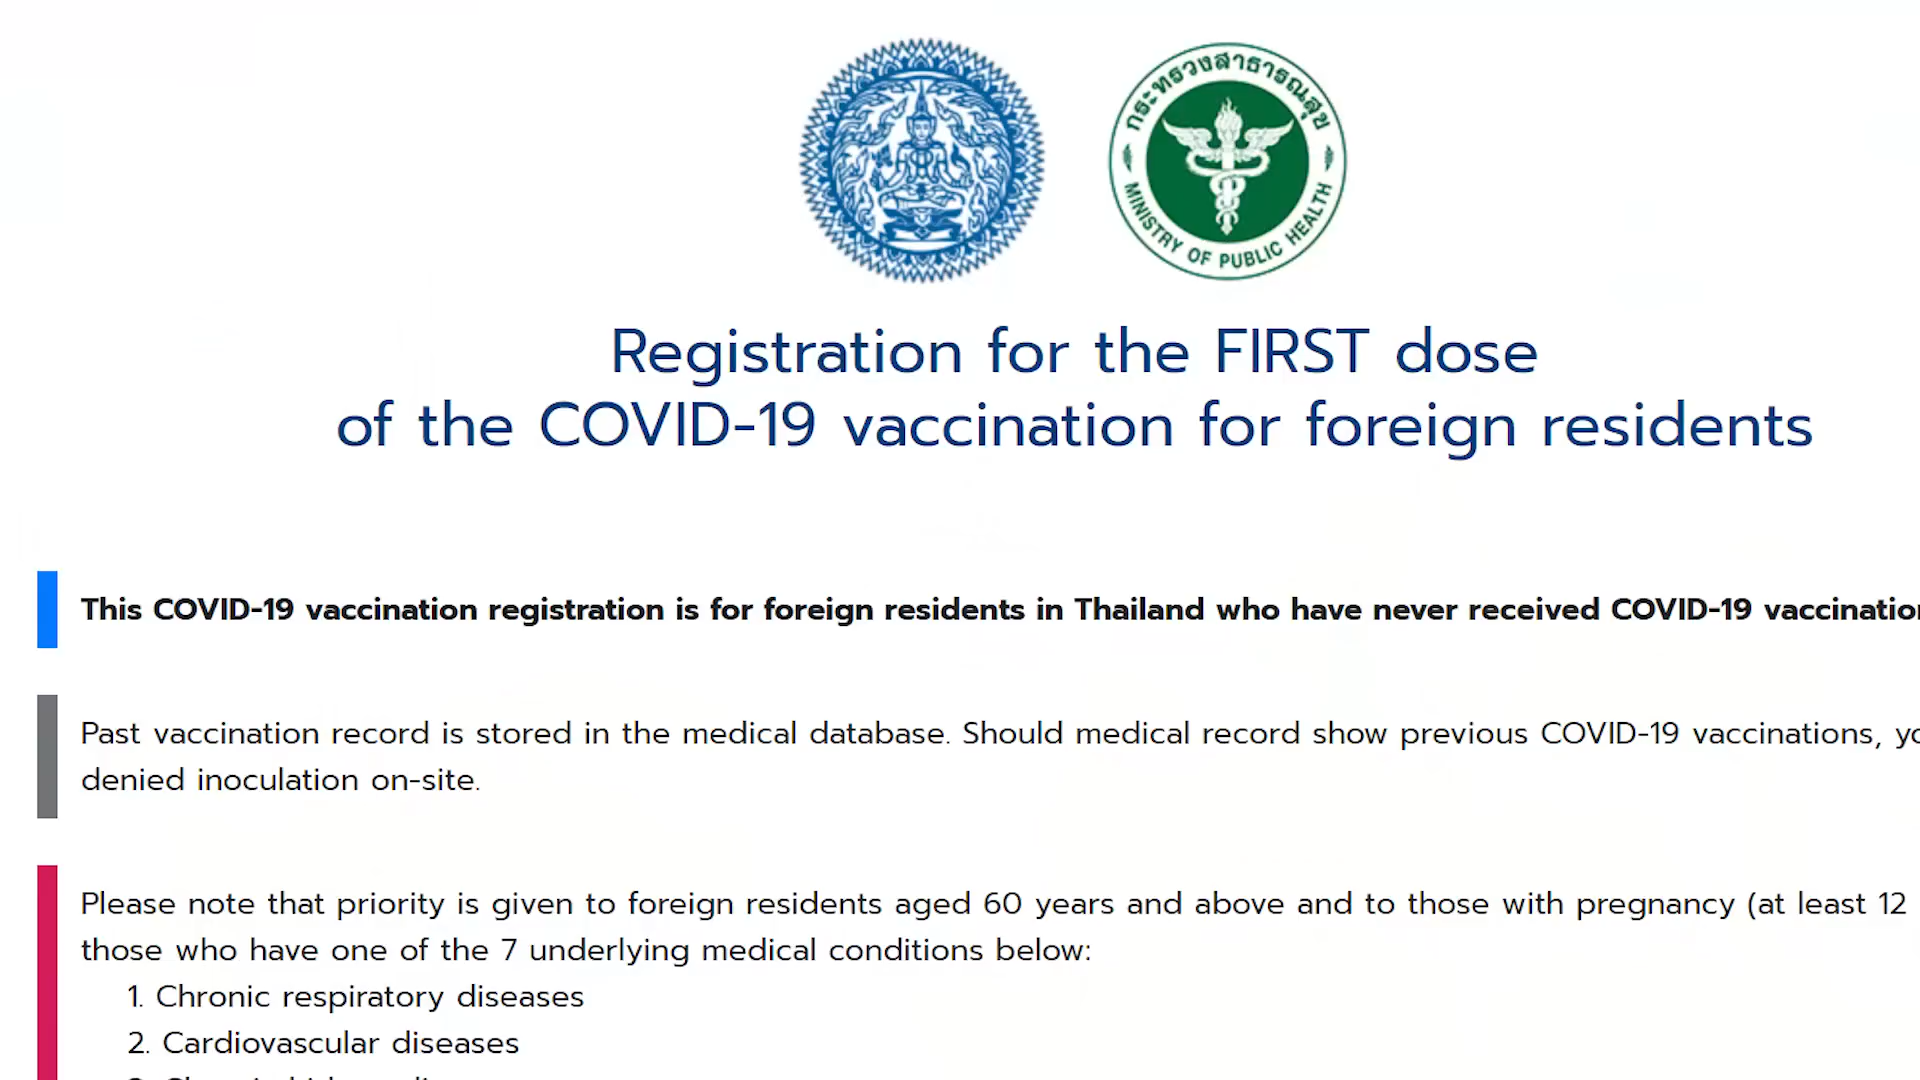 กระทรวงสาธารณสุข
MINISTRY OF PUBLIC HEALTH
Registration for the FIRST dose
of the COVID-19 vaccination for foreign residents
This COVID-19 vaccination registration is for foreign residents in Thailand who have never received COVID-19
Past vaccination record is stored in the medical database. Should medical record show previous COVID-19 vaccinations,
denied inoculation on-site.
Please note that priority is given to foreign residents aged 60 years and above and to those with pregnancy (at least 12
those who have one of the 7 underlying medical conditions below:
1. Chronic respiratory diseases
2. Cardiovascular diseases